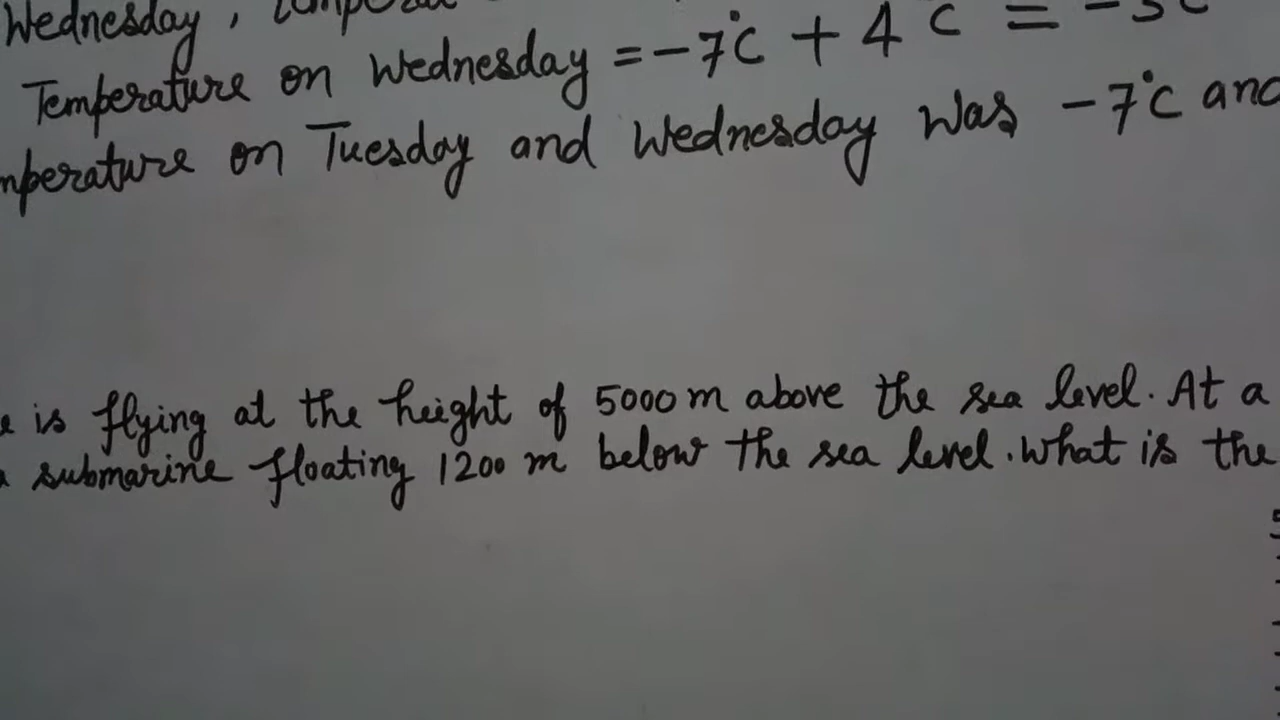 Wednesday,
Temperature on Wednesday = -7°C + 4°C = -3°C
mperature on Tuesday and Wednesday was -7°C and
e is flying at the height of 5000 m above the sea level. At a
a submarine floating 1200 m below the sea level. What is the